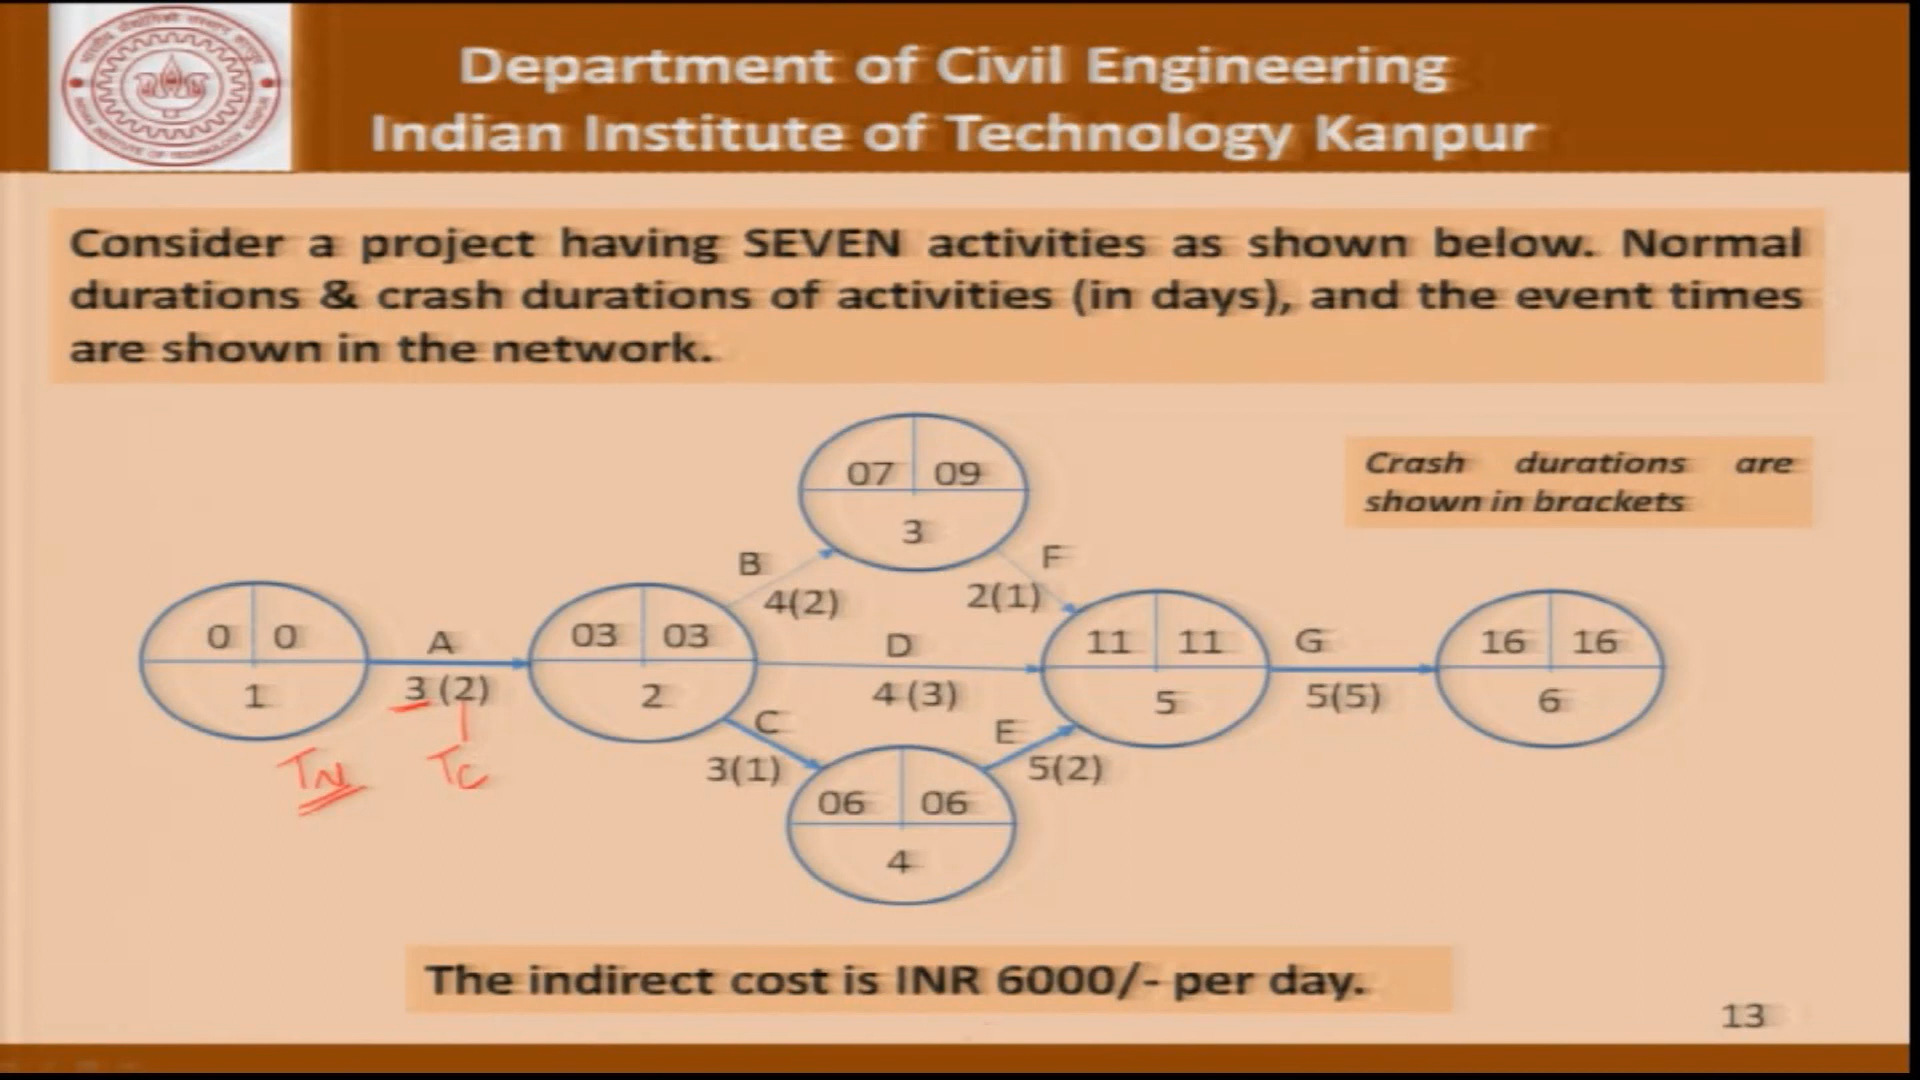 Department of Civil Engineering
Indian Institute of Technology Kanpur
Consider a project having SEVEN activities as shown below. Normal
durations & crash durations of activities (in days), and the event times
are shown in the network.
Crash durations are
shown in brackets
07 09
3
B
4(2)
F
2(1)
0 0
1
A
3 (2)
TN
TC
03 03
2
D
4 (3)
11 11
5
G
5(5)
16 16
6
C
3(1)
E
5(2)
06 06
4
The indirect cost is INR 6000/- per day.
13